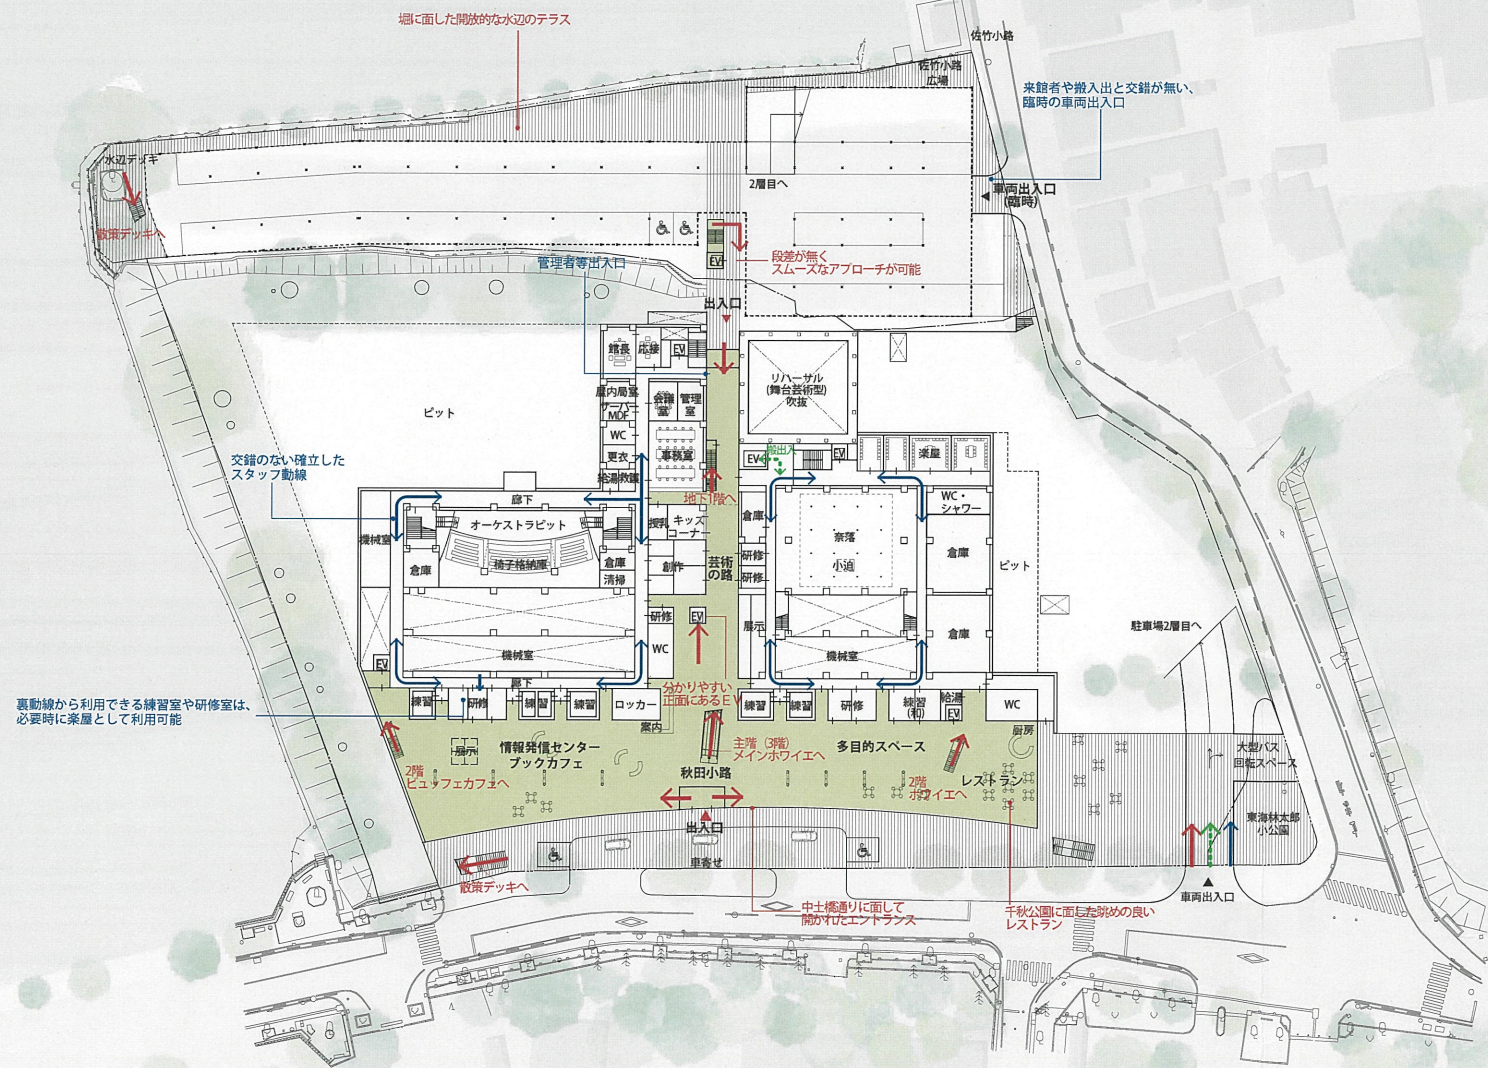 堀に面した開放的な水辺のテラス
佐竹小路
佐竹小路
広場
来館者や搬入出と交錯が無い、
臨時の車両出入口
水辺デッキ
散策デッキへ
2層目へ
車両出入口
(臨時)
EV
段差が無く
スムーズなアプローチが可能
管理者等出入口
出入口
館長
応接
EV
リハーサル
(舞台芸術型)
吹抜
屋内局室
サーバー
MDF
会議
室
管理
室
ピット
WC
更衣
事務室
給湯救護
地下1階へ
搬出入
EV
EV
楽屋
交錯のない確立した
スタッフ動線
廊下
オーケストラピット
機械室
椅子格納庫
倉庫
倉庫
清掃
授乳
キッズ
コーナー
創作
芸術
の路
倉庫
研修
研修
奈落
小迫
WC・
シャワー
倉庫
ピット
研修
EV
WC
展示
倉庫
駐車場2層目へ
機械室
機械室
EV
廊下
裏動線から利用できる練習室や研修室は、
必要時に楽屋として利用可能
練習
研修
練習
練習
ロッカー
案内
分かりやすい
正面にあるEV
練習
練習
研修
練習
(和)
給湯
EV
WC
厨房
展示
情報発信センター
ブックカフェ
主階（3階）
メインホワイエへ
多目的スペース
2階
ビュッフェカフェへ
秋田小路
2階
ホワイエへ
レストラン
大型バス
回転スペース
東海林太郎
小公園
出入口
車寄せ
散策デッキへ
車両出入口
中土橋通りに面して
開かれたエントランス
千秋公園に面した眺めの良い
レストラン